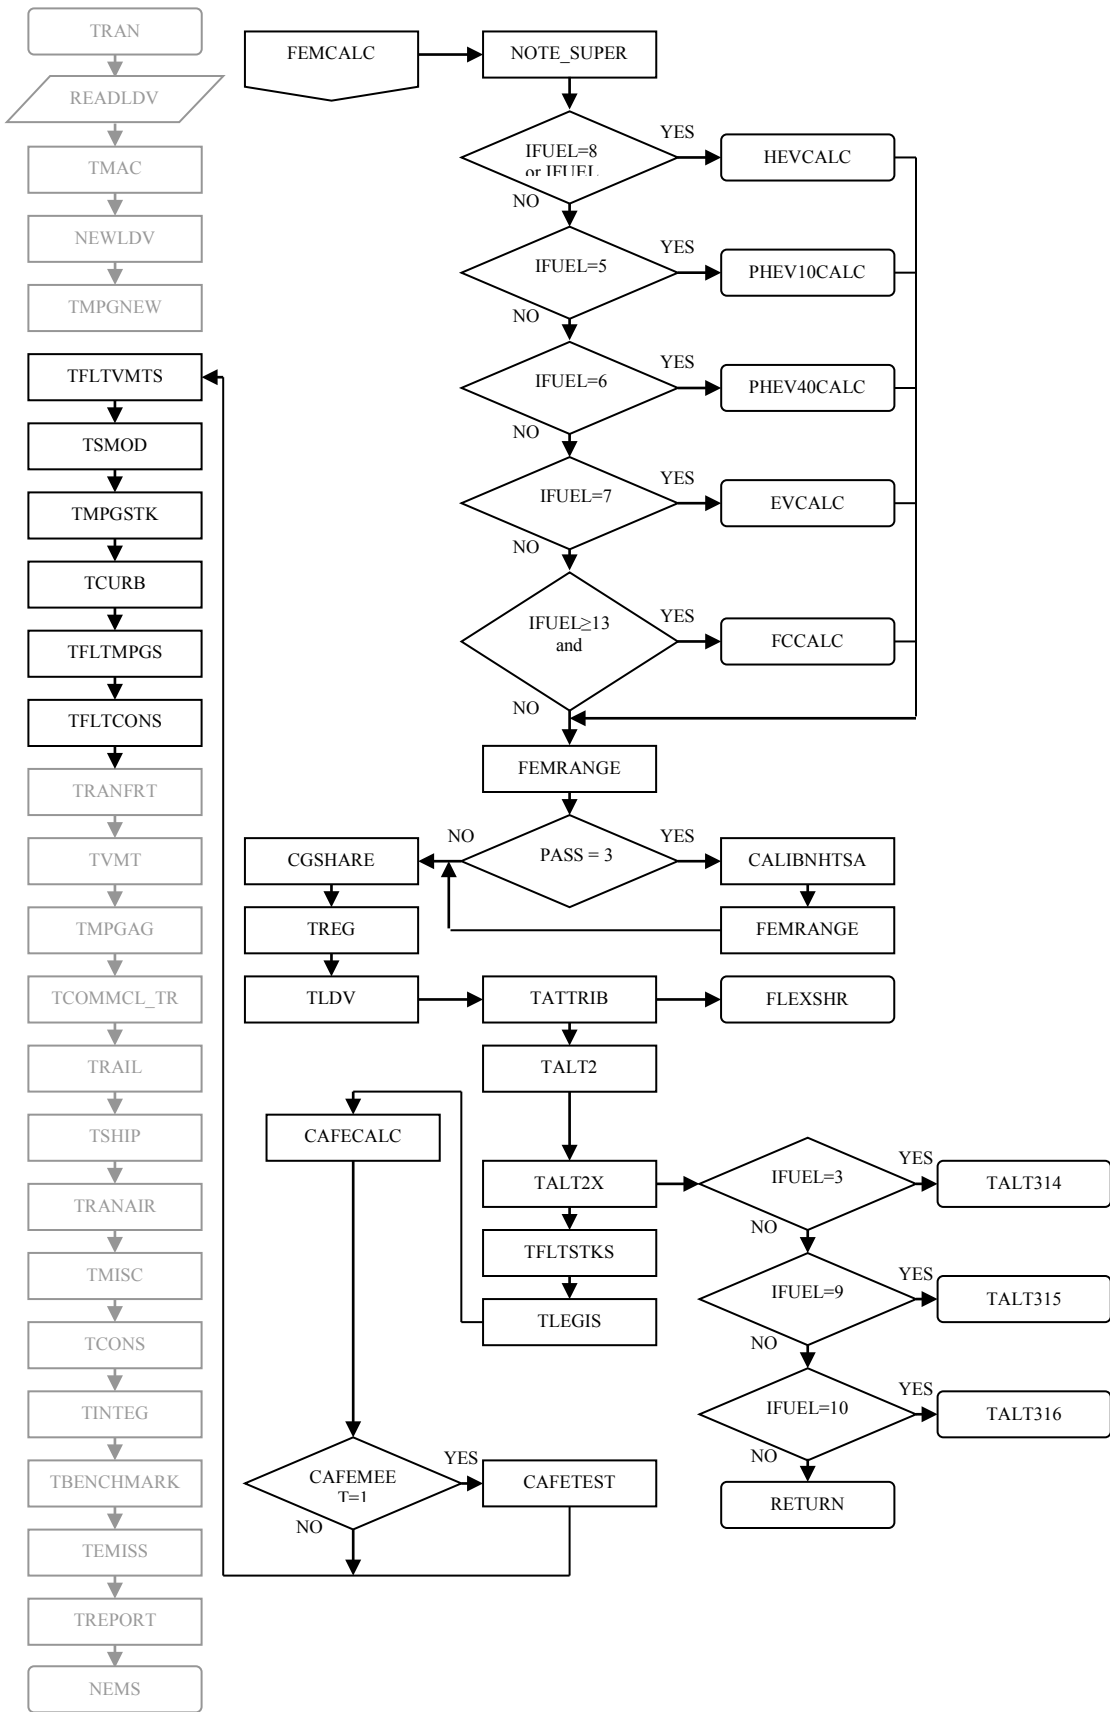 TRAN
READLDV
TMAC
NEWLDV
TMPGNEW
TFLTVMTS
TSMOD
TMPGSTK
TCURB
TFLTMPGS
TFLTCONS
TRANFRT
TVMT
TMPGAG
TCOMMCL_TR
TRAIL
TSHIP
TRANAIR
TMISC
TCONS
TINTEG
TBENCHMARK
TEMISS
TREPORT
NEMS
FEMCALC
NOTE_SUPER
IFUEL=8
or IFUEL
YES
HEVCALC
NO
IFUEL=5
YES
PHEV10CALC
NO
IFUEL=6
YES
PHEV40CALC
NO
IFUEL=7
YES
EVCALC
NO
IFUEL≥13
and
YES
FCCALC
NO
FEMRANGE
PASS = 3
NO
YES
CGSHARE
CALIBNHTSA
TREG
FEMRANGE
TLDV
TATTRIB
FLEXSHR
TALT2
CAFECALC
TALT2X
IFUEL=3
YES
TALT314
NO
TFLTSTKS
TLEGIS
IFUEL=9
YES
TALT315
NO
IFUEL=10
YES
TALT316
NO
RETURN
CAFEMEE
T=1
YES
CAFETEST
NO